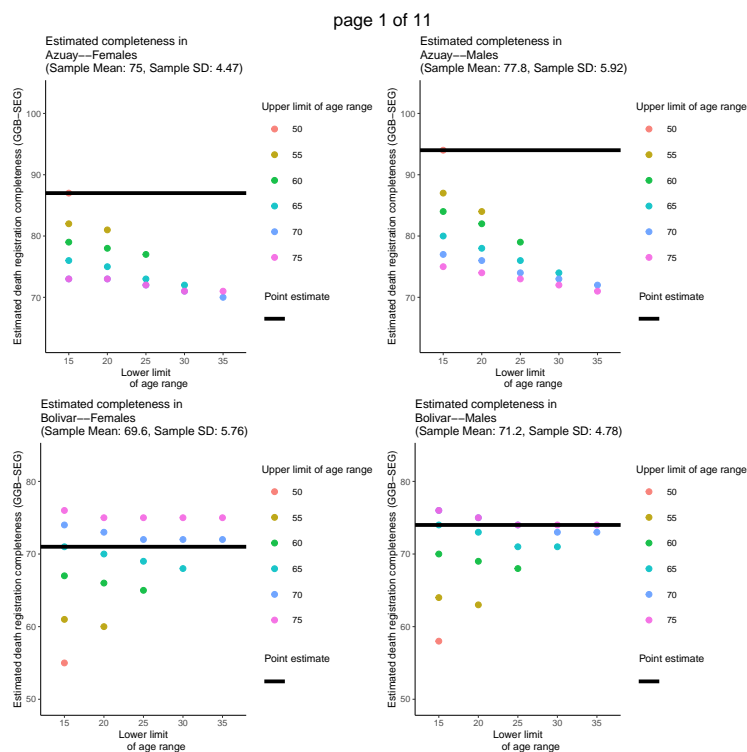 page 1 of 11
Estimated completeness in
Azuay−−Females
(Sample Mean: 75, Sample SD: 4.47)
Estimated death registration completeness (GGB−SEG)
100
90
80
70
15 20 25 30 35
Lower limit
of age range
Upper limit of age range
50
55
60
65
70
75
Point estimate
Estimated completeness in
Azuay−−Males
(Sample Mean: 77.8, Sample SD: 5.92)
Estimated death registration completeness (GGB−SEG)
100
90
80
70
15 20 25 30 35
Lower limit
of age range
Upper limit of age range
50
55
60
65
70
75
Point estimate
Estimated completeness in
Bolivar−−Females
(Sample Mean: 69.6, Sample SD: 5.76)
Estimated death registration completeness (GGB−SEG)
80
70
60
50
15 20 25 30 35
Lower limit
of age range
Upper limit of age range
50
55
60
65
70
75
Point estimate
Estimated completeness in
Bolivar−−Males
(Sample Mean: 71.2, Sample SD: 4.78)
Estimated death registration completeness (GGB−SEG)
80
70
60
50
15 20 25 30 35
Lower limit
of age range
Upper limit of age range
50
55
60
65
70
75
Point estimate